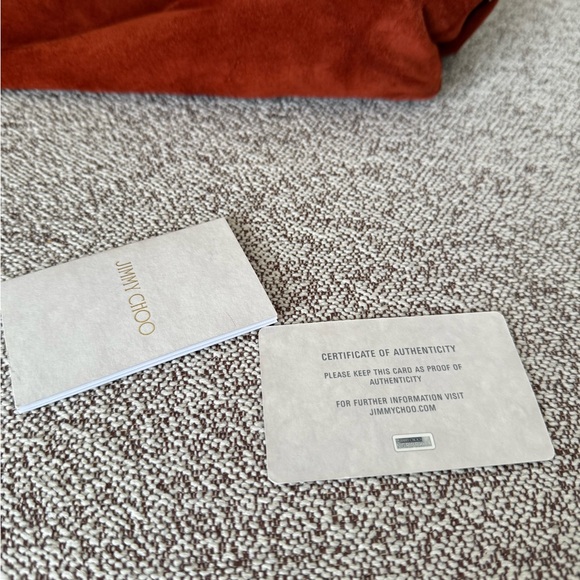 JIMMY CHOO
CERTIFICATE OF AUTHENTICITY
PLEASE KEEP THIS CARD AS PROOF OF
AUTHENTICITY
FOR FURTHER INFORMATION VISIT
JIMMYCHOO.COM